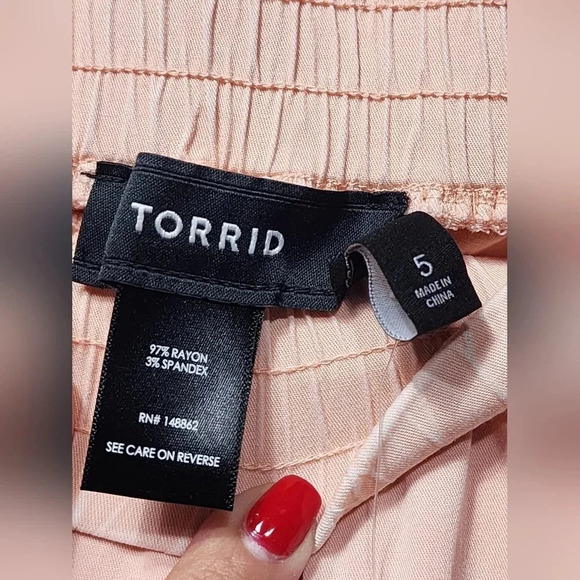 TORRID
5
MADE IN
CHINA
97% RAYON
3% SPANDEX
RN# 148862
SEE CARE ON REVERSE